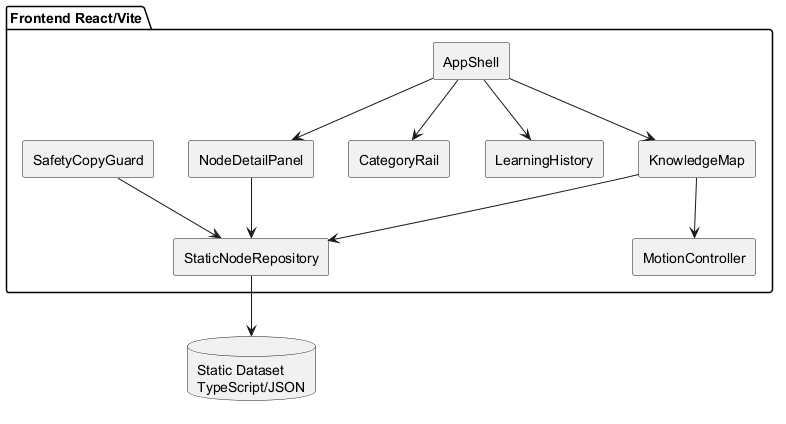 Frontend React/Vite
AppShell
SafetyCopyGuard
NodeDetailPanel
CategoryRail
LearningHistory
KnowledgeMap
StaticNodeRepository
MotionController
Static Dataset
TypeScript/JSON